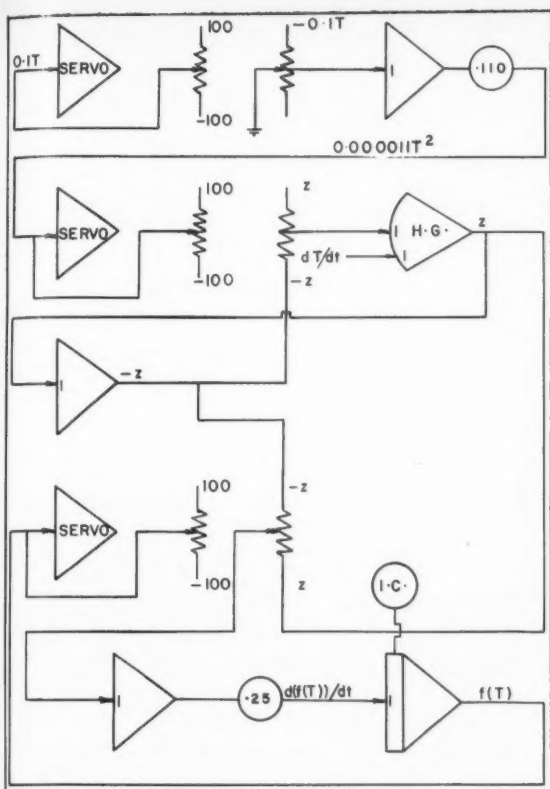 100
-0·1T
0·1T
SERVO
1
·110
-100
0·000011T²
100
z
SERVO
1
H·G·
z
dT/dt
1
-100
-z
1
-z
100
-z
SERVO
-100
z
I·C·
1
·25
d(f(T))/dt
1
f(T)